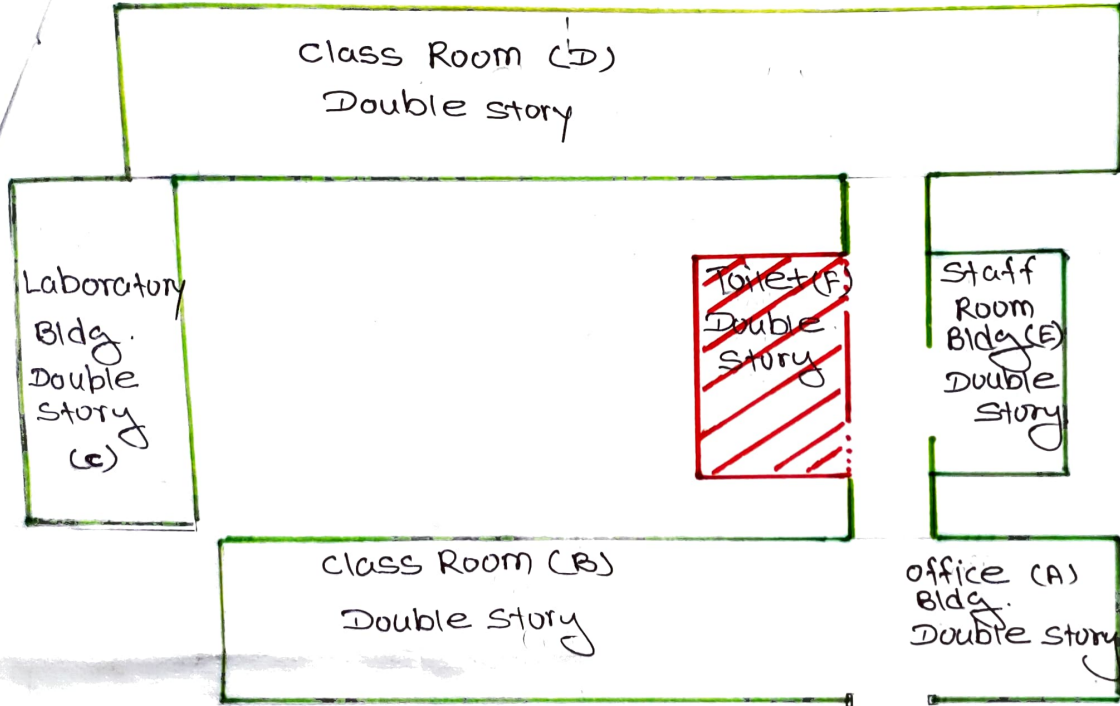 Class Room (D)
Double Story
Laboratory
Bldg.
Double
Story
(C)
Toilet (F)
Double
Story
Staff
Room
Bldg (E)
Double
Story
Class Room (B)
Double Story
Office (A)
Bldg.
Double Story